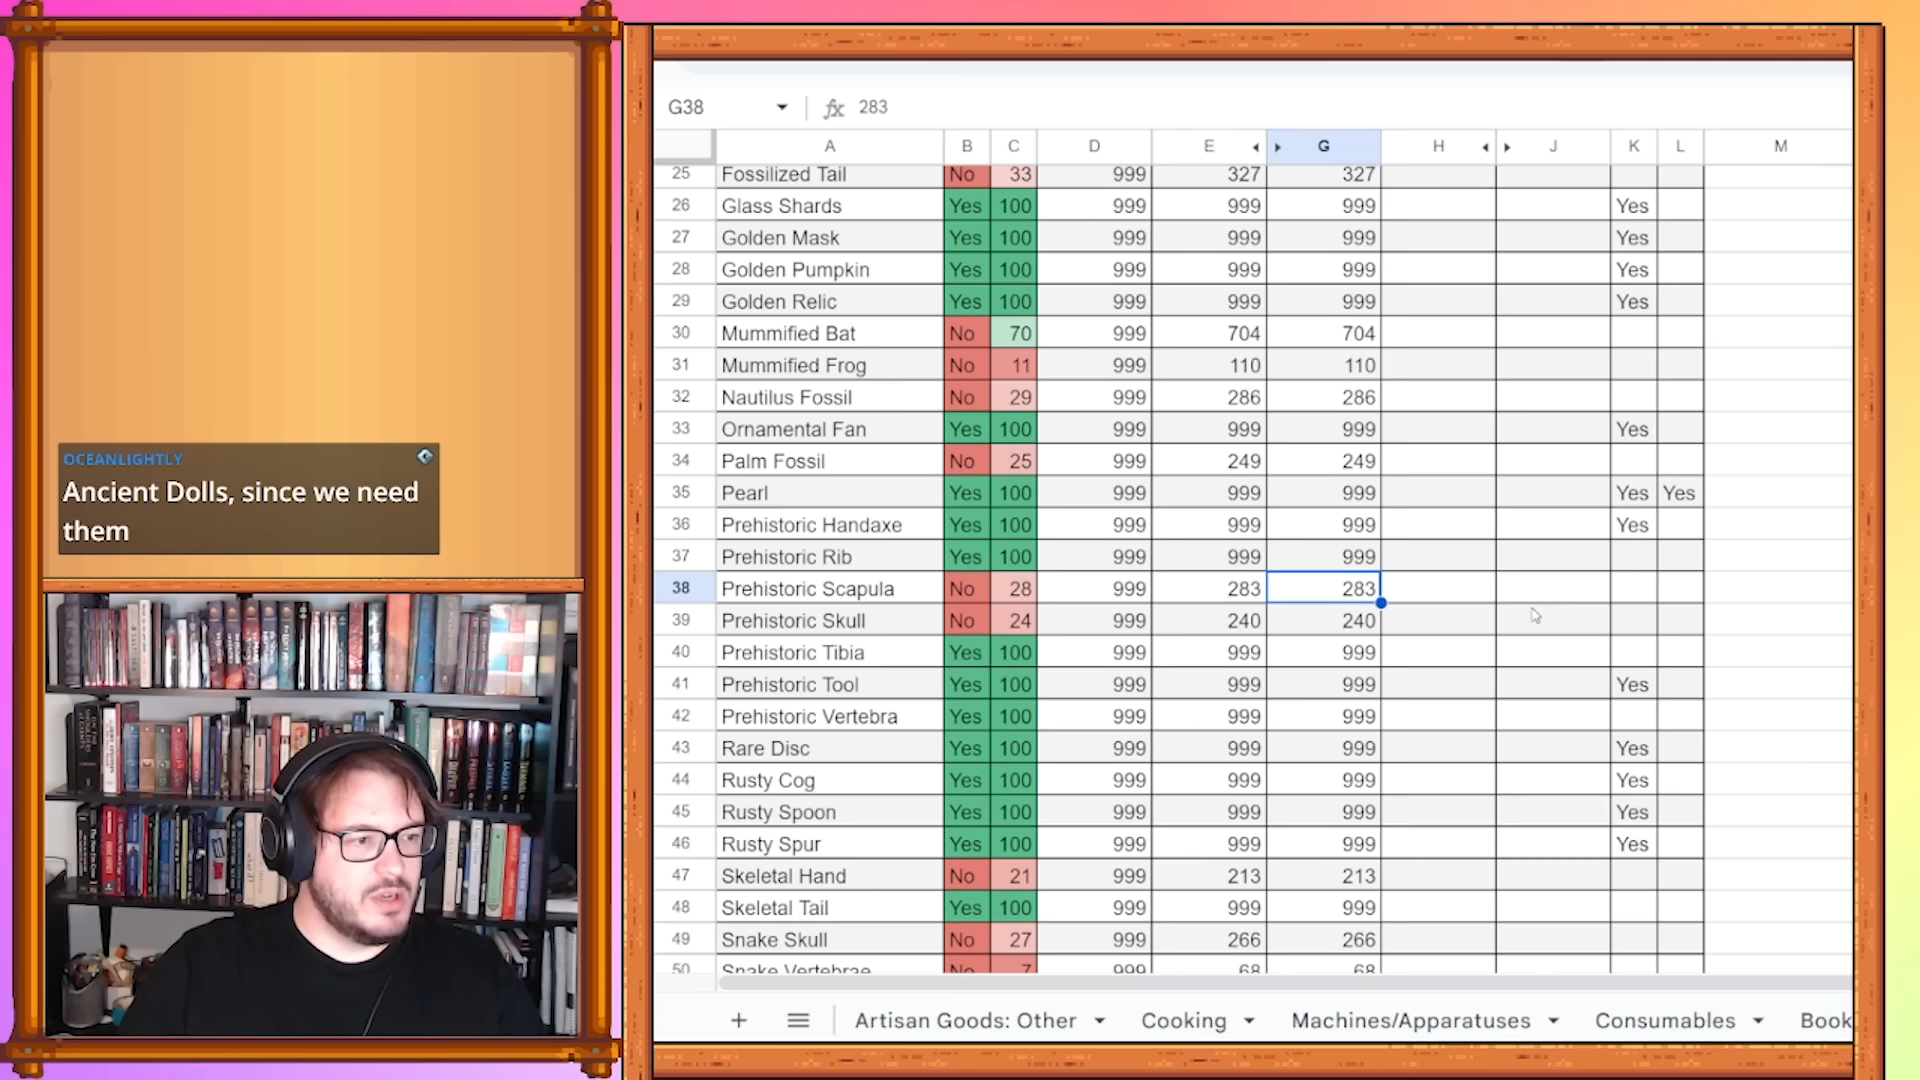 OCEANLIGHTLY
Ancient Dolls, since we need
them
G38 fx 283
A B C D E G H J K L M
25 Fossilized Tail No 33 999 327 327
26 Glass Shards Yes 100 999 999 999 Yes
27 Golden Mask Yes 100 999 999 999 Yes
28 Golden Pumpkin Yes 100 999 999 999 Yes
29 Golden Relic Yes 100 999 999 999 Yes
30 Mummified Bat No 70 999 704 704
31 Mummified Frog No 11 999 110 110
32 Nautilus Fossil No 29 999 286 286
33 Ornamental Fan Yes 100 999 999 999 Yes
34 Palm Fossil No 25 999 249 249
35 Pearl Yes 100 999 999 999 Yes Yes
36 Prehistoric Handaxe Yes 100 999 999 999 Yes
37 Prehistoric Rib Yes 100 999 999 999
38 Prehistoric Scapula No 28 999 283 283
39 Prehistoric Skull No 24 999 240 240
40 Prehistoric Tibia Yes 100 999 999 999
41 Prehistoric Tool Yes 100 999 999 999 Yes
42 Prehistoric Vertebra Yes 100 999 999 999
43 Rare Disc Yes 100 999 999 999 Yes
44 Rusty Cog Yes 100 999 999 999 Yes
45 Rusty Spoon Yes 100 999 999 999 Yes
46 Rusty Spur Yes 100 999 999 999 Yes
47 Skeletal Hand No 21 999 213 213
48 Skeletal Tail Yes 100 999 999 999
49 Snake Skull No 27 999 266 266
50 Snake Vertebrae No 7 999 68 68
+ Artisan Goods: Other Cooking Machines/Apparatuses Consumables Book